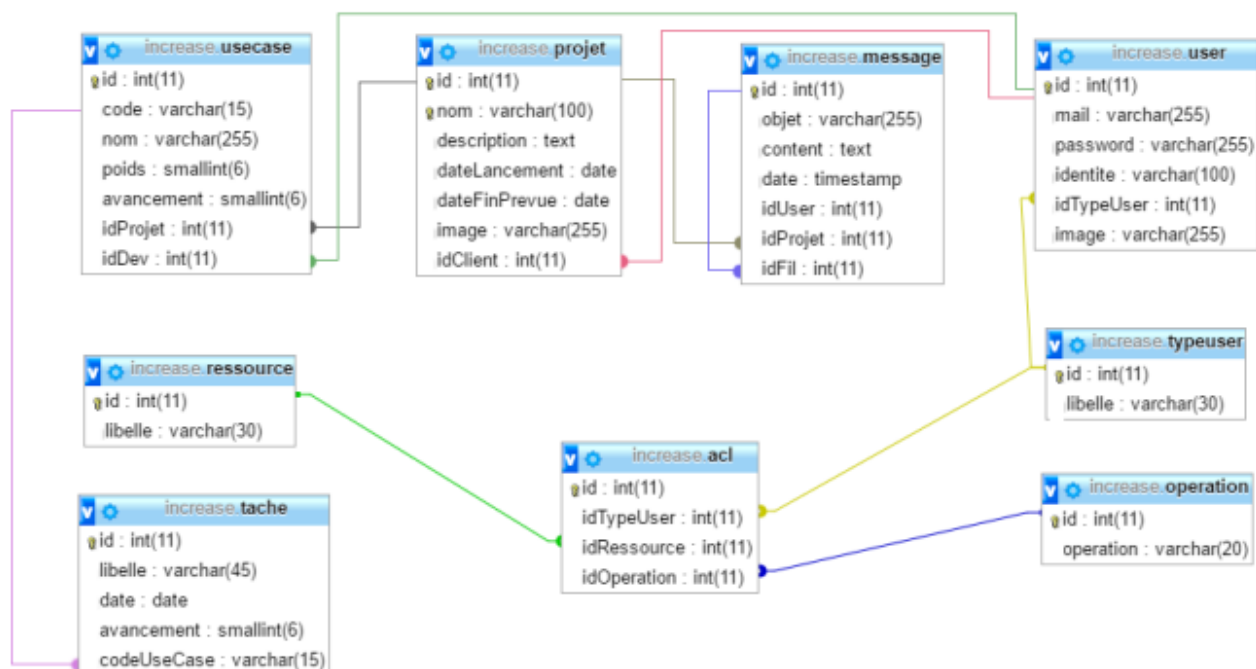 increase.usecase
id : int(11)
code : varchar(15)
nom : varchar(255)
poids : smallint(6)
avancement : smallint(6)
idProjet : int(11)
idDev : int(11)
increase.projet
id : int(11)
nom : varchar(100)
description : text
dateLancement : date
dateFinPrevue : date
image : varchar(255)
idClient : int(11)
increase.message
id : int(11)
objet : varchar(255)
content : text
date : timestamp
idUser : int(11)
idProjet : int(11)
idFil : int(11)
increase.user
id : int(11)
mail : varchar(255)
password : varchar(255)
identite : varchar(100)
idTypeUser : int(11)
image : varchar(255)
increase.ressource
id : int(11)
libelle : varchar(30)
increase.typeuser
id : int(11)
libelle : varchar(30)
increase.acl
id : int(11)
idTypeUser : int(11)
idRessource : int(11)
idOperation : int(11)
increase.operation
id : int(11)
operation : varchar(20)
increase.tache
id : int(11)
libelle : varchar(45)
date : date
avancement : smallint(6)
codeUseCase : varchar(15)